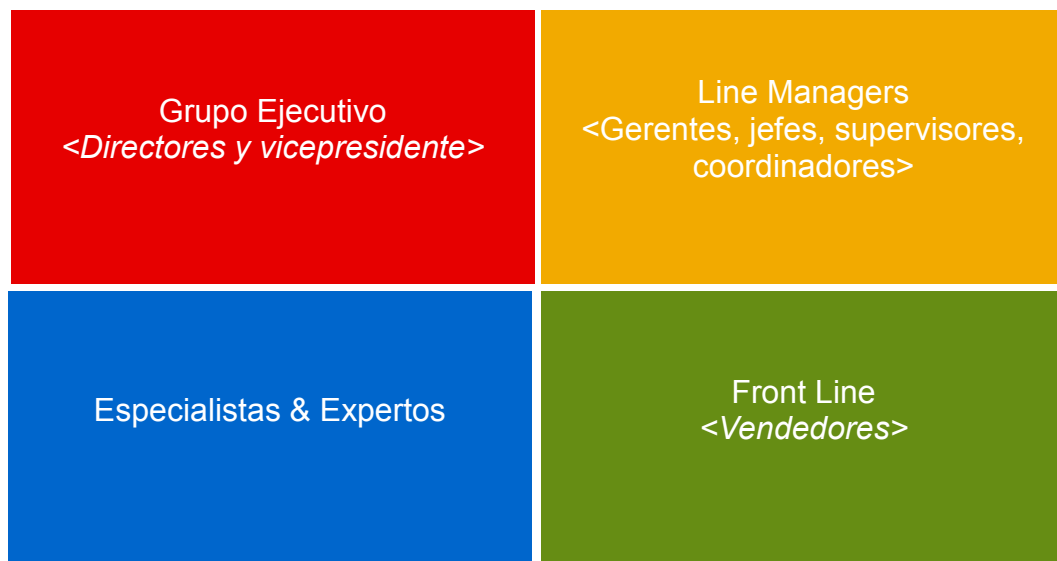 Grupo Ejecutivo
<Directores y vicepresidente>
Line Managers
<Gerentes, jefes, supervisores,
coordinadores>
Especialistas & Expertos
Front Line
<Vendedores>